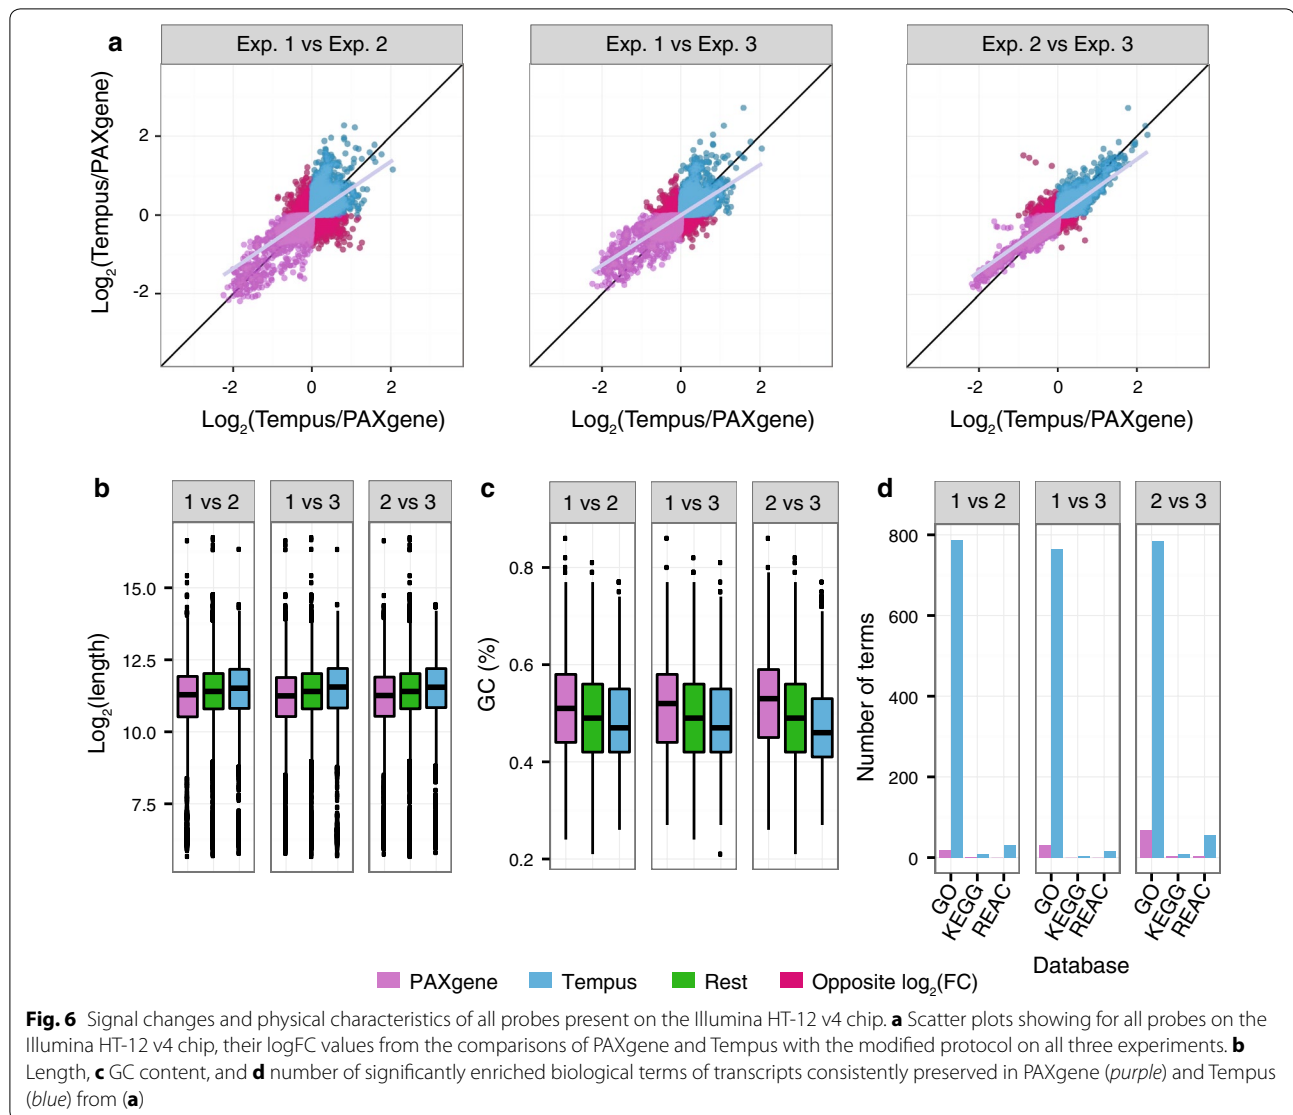 a
Exp. 1 vs Exp. 2
Exp. 1 vs Exp. 3
Exp. 2 vs Exp. 3
Log2(Tempus/PAXgene)
2
0
-2
-2 0 2
-2 0 2
-2 0 2
Log2(Tempus/PAXgene)
Log2(Tempus/PAXgene)
Log2(Tempus/PAXgene)
b
1 vs 2
1 vs 3
2 vs 3
Log2(length)
15.0
12.5
10.0
7.5
c
1 vs 2
1 vs 3
2 vs 3
GC (%)
0.8
0.6
0.4
0.2
d
1 vs 2
1 vs 3
2 vs 3
Number of terms
800
600
400
200
0
GO KEGG REAC
GO KEGG REAC
GO KEGG REAC
Database
PAXgene Tempus Rest Opposite log2(FC)
Fig. 6 Signal changes and physical characteristics of all probes present on the Illumina HT-12 v4 chip. a Scatter plots showing for all probes on the
Illumina HT-12 v4 chip, their logFC values from the comparisons of PAXgene and Tempus with the modified protocol on all three experiments. b
Length, c GC content, and d number of significantly enriched biological terms of transcripts consistently preserved in PAXgene (purple) and Tempus
(blue) from (a)